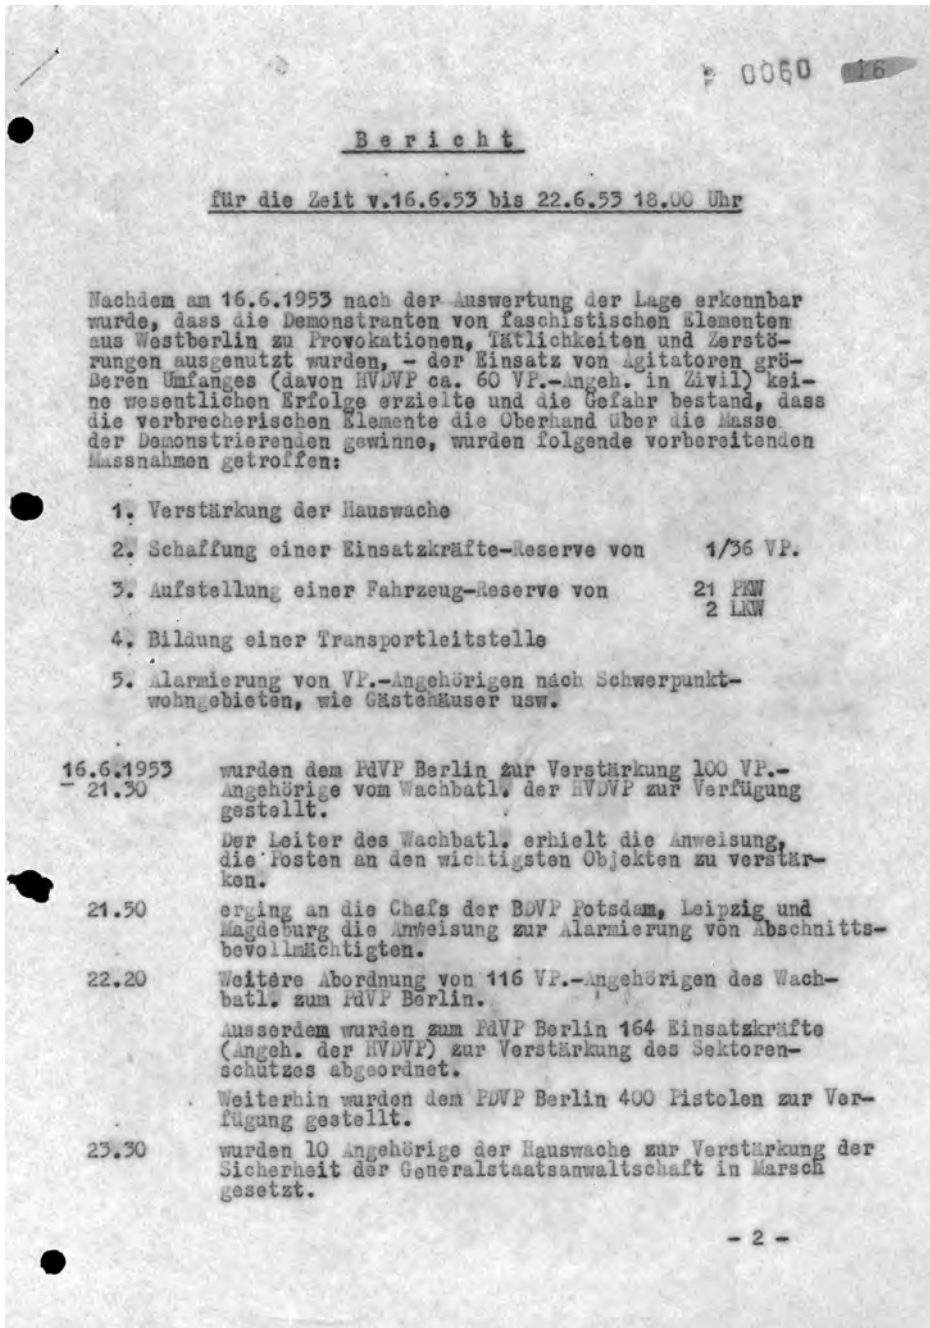 0060 16
Bericht
für die Zeit v.16.6.53 bis 22.6.53 18.00 Uhr
Nachdem am 16.6.1953 nach der Auswertung der Lage erkennbar
wurde, dass die Demonstranten von faschistischen Elementen
aus Westberlin zu Provokationen, Tätlichkeiten und Zerstö-
rungen ausgenutzt wurden, - der Einsatz von Agitatoren grö-
ßeren Umfanges (davon HVDVP ca. 60 VP.-Angeh. in Zivil) kei-
ne wesentlichen Erfolge erzielte und die Gefahr bestand, dass
die verbrecherischen Elemente die Oberhand über die Masse
der Demonstrierenden gewinne, wurden folgende vorbereitenden
Massnahmen getroffen:
1. Verstärkung der Hauswache
2. Schaffung einer Einsatzkräfte-Reserve von 1/36 VP.
3. Aufstellung einer Fahrzeug-Reserve von 21 PKW
2 LKW
4. Bildung einer Transportleitstelle
5. Alarmierung von VP.-Angehörigen nach Schwerpunkt-
wohngebieten, wie Gästehäuser usw.
16.6.1953 wurden dem PdVP Berlin zur Verstärkung 100 VP.-
21.30 Angehörige vom Wachbatl. der HVDVP zur Verfügung
gestellt.
Der Leiter des Wachbatl. erhielt die Anweisung,
die Posten an den wichtigsten Objekten zu verstär-
ken.
21.50 erging an die Chefs der BDVP Potsdam, Leipzig und
Magdeburg die Anweisung zur Alarmierung von Abschnitts-
bevollmächtigten.
22.20 Weitere Abordnung von 116 VP.-Angehörigen des Wach-
batl. zum PdVP Berlin.
Ausserdem wurden zum PdVP Berlin 164 Einsatzkräfte
(Angeh. der HVDVP) zur Verstärkung des Sektoren-
schutzes abgeordnet.
Weiterhin wurden dem PDVP Berlin 400 Pistolen zur Ver-
fügung gestellt.
23.30 wurden 10 Angehörige der Hauswache zur Verstärkung der
Sicherheit der Generalstaatsanwaltschaft in Marsch
gesetzt.
- 2 -